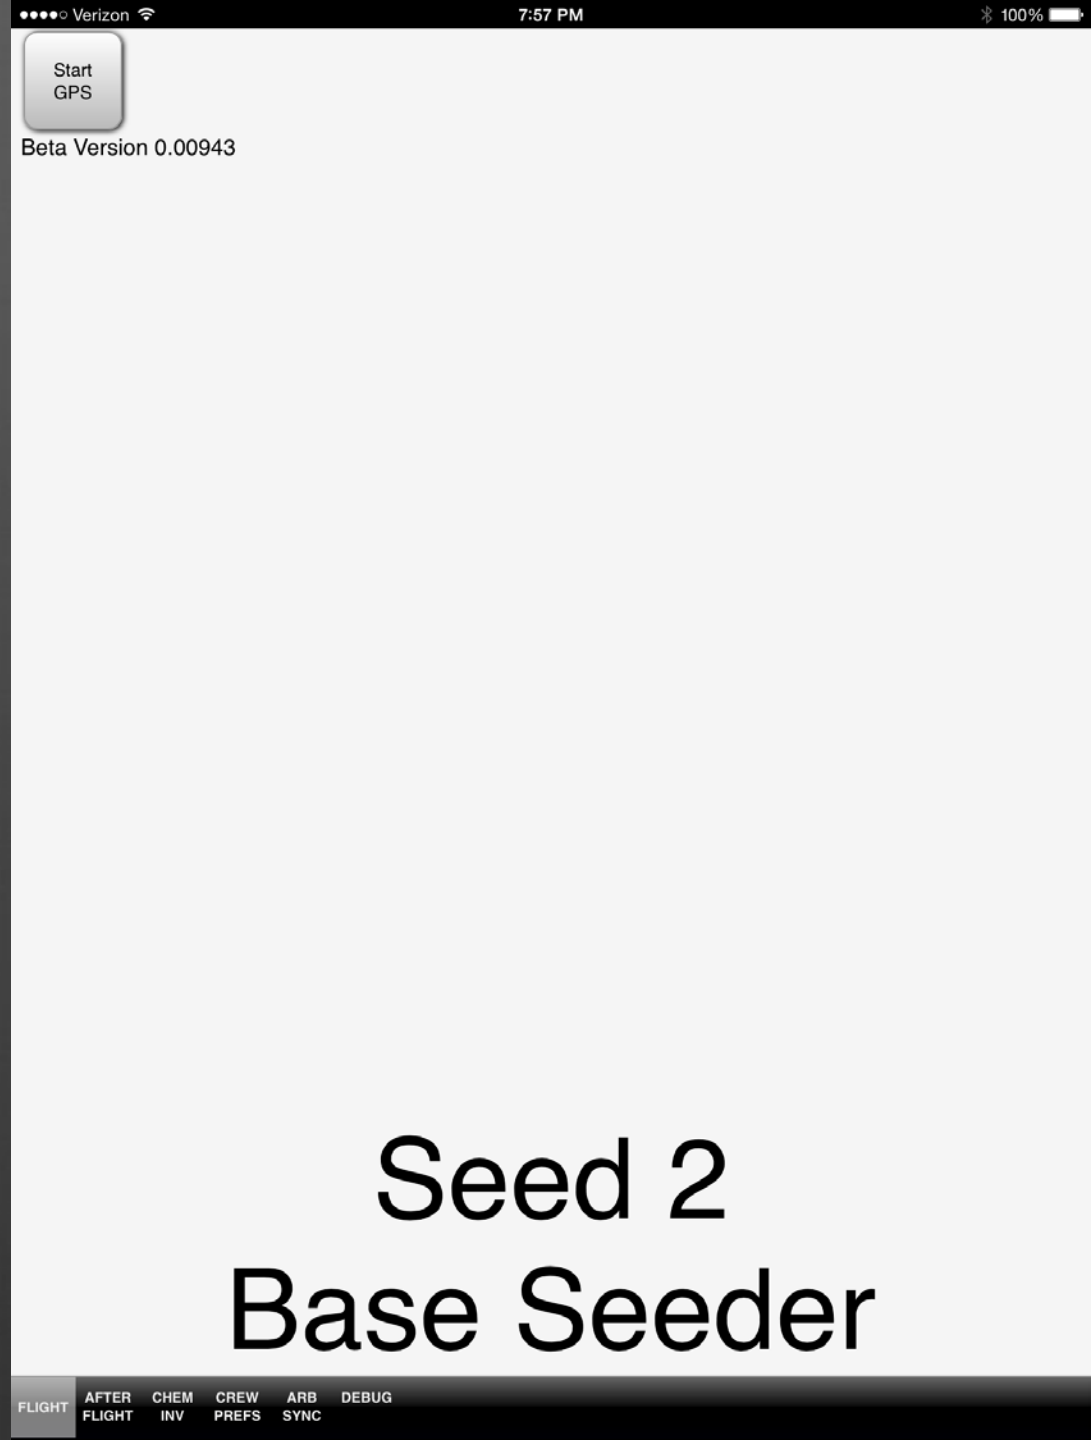 Verizon 7:57 PM 100%
Start
GPS
Beta Version 0.00943
Seed 2
Base Seeder
FLIGHT
AFTER
FLIGHT
CHEM
INV
CREW
PREFS
ARB
SYNC
DEBUG